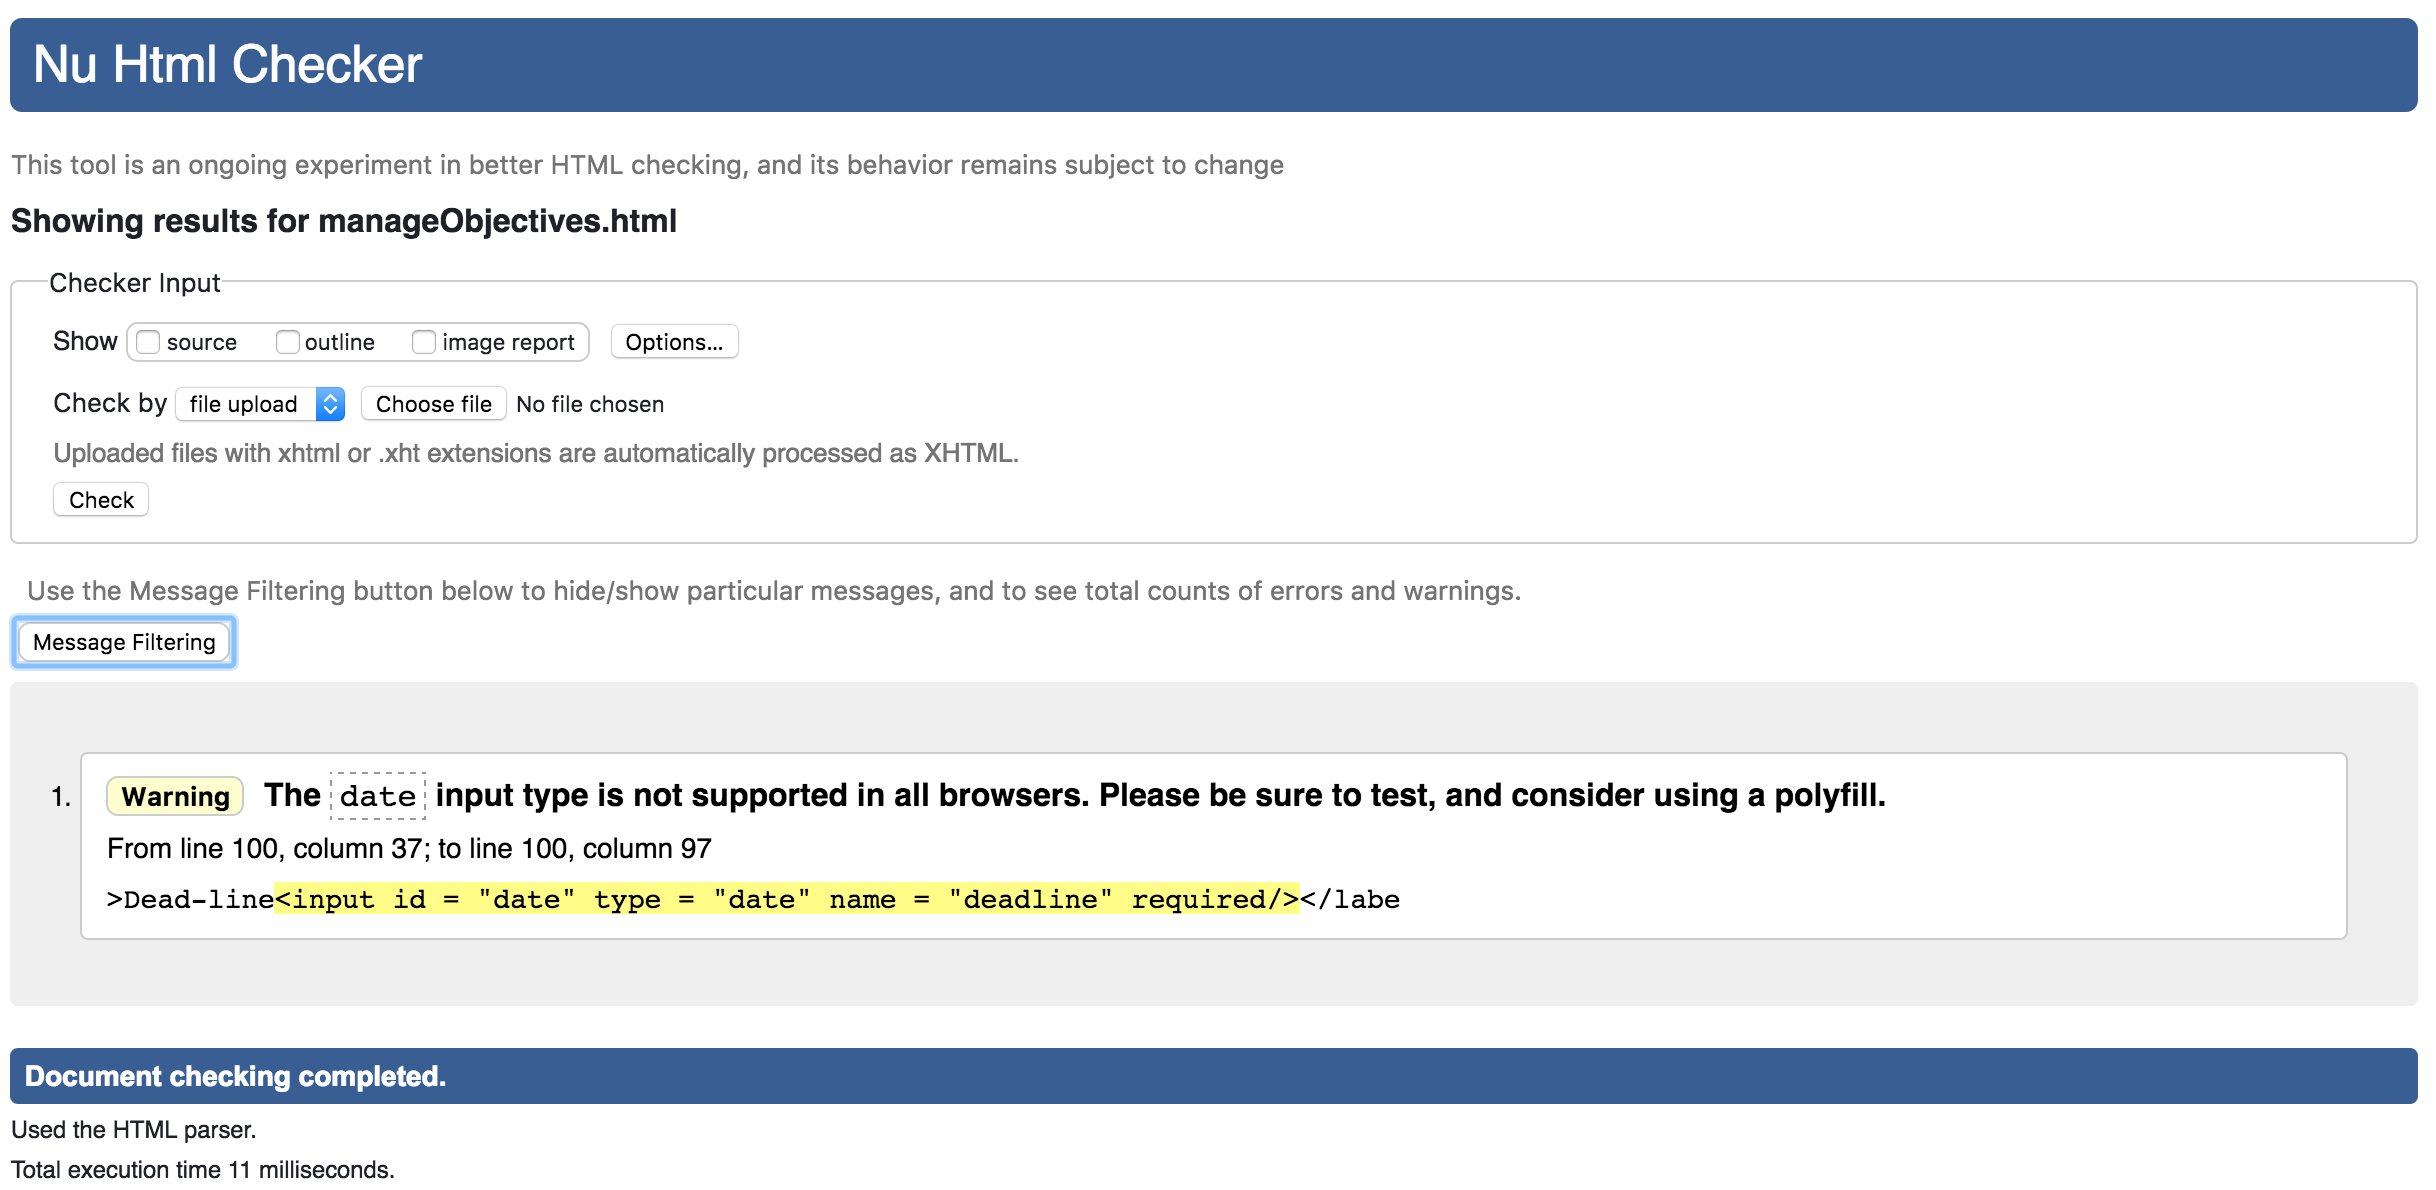 Nu Html Checker
This tool is an ongoing experiment in better HTML checking, and its behavior remains subject to change
Showing results for manageObjectives.html
Checker Input
Show source outline image report Options...
Check by file upload Choose file No file chosen
Uploaded files with xhtml or .xht extensions are automatically processed as XHTML.
Check
Use the Message Filtering button below to hide/show particular messages, and to see total counts of errors and warnings.
Message Filtering
1. Warning The date input type is not supported in all browsers. Please be sure to test, and consider using a polyfill.
From line 100, column 37; to line 100, column 97
>Dead-line<input id = "date" type = "date" name = "deadline" required/></labe
Document checking completed.
Used the HTML parser.
Total execution time 11 milliseconds.